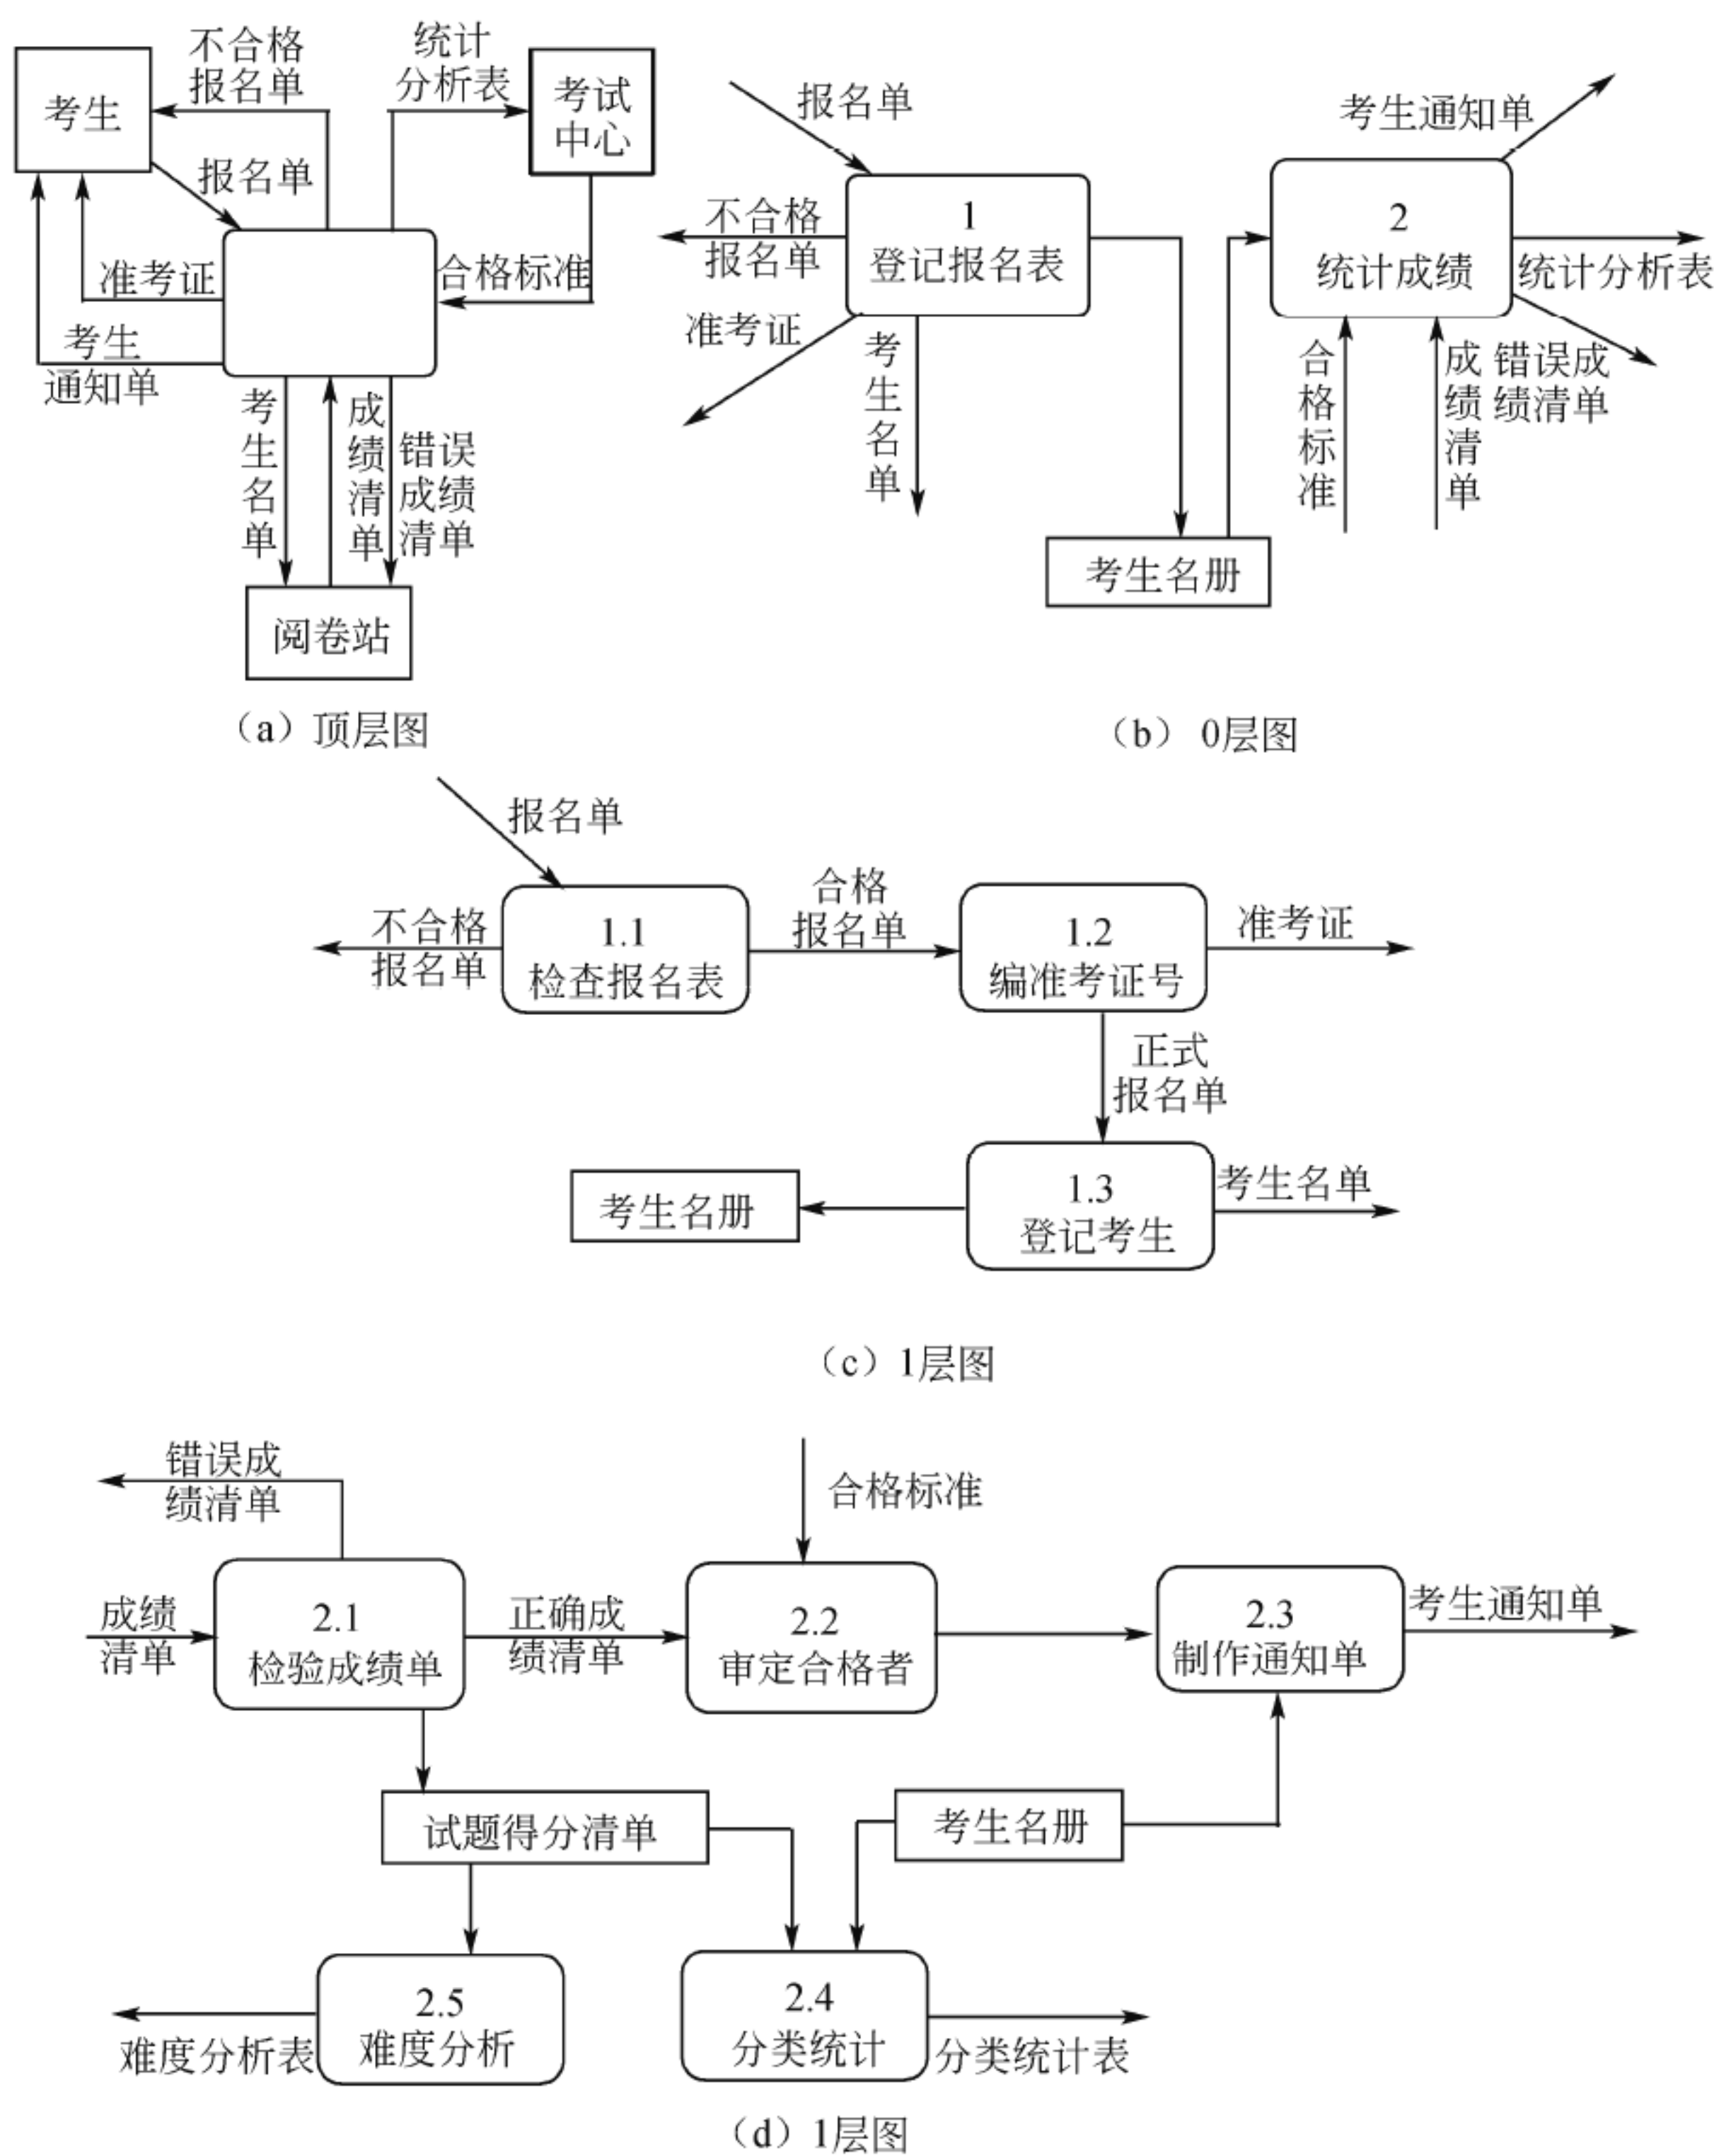 不合格
报名单
统计
分析表
考生
考试
中心
报名单
准考证
合格标准
考生
通知单
考生名单
成绩清单
错误
成绩
清单
阅卷站
(a) 顶层图
报名单
考生通知单
不合格
报名单
1
登记报名表
2
统计成绩
统计分析表
准考证
考生名单
合格标准
成绩清单
错误成
绩清单
考生名册
(b) 0层图
报名单
不合格
报名单
1.1
检查报名表
合格
报名单
1.2
编准考证号
准考证
正式
报名单
考生名册
1.3
登记考生
考生名单
(c) 1层图
错误成
绩清单
合格标准
成绩
清单
2.1
检验成绩单
正确成
绩清单
2.2
审定合格者
2.3
制作通知单
考生通知单
试题得分清单
考生名册
难度分析表
2.5
难度分析
2.4
分类统计
分类统计表
(d) 1层图